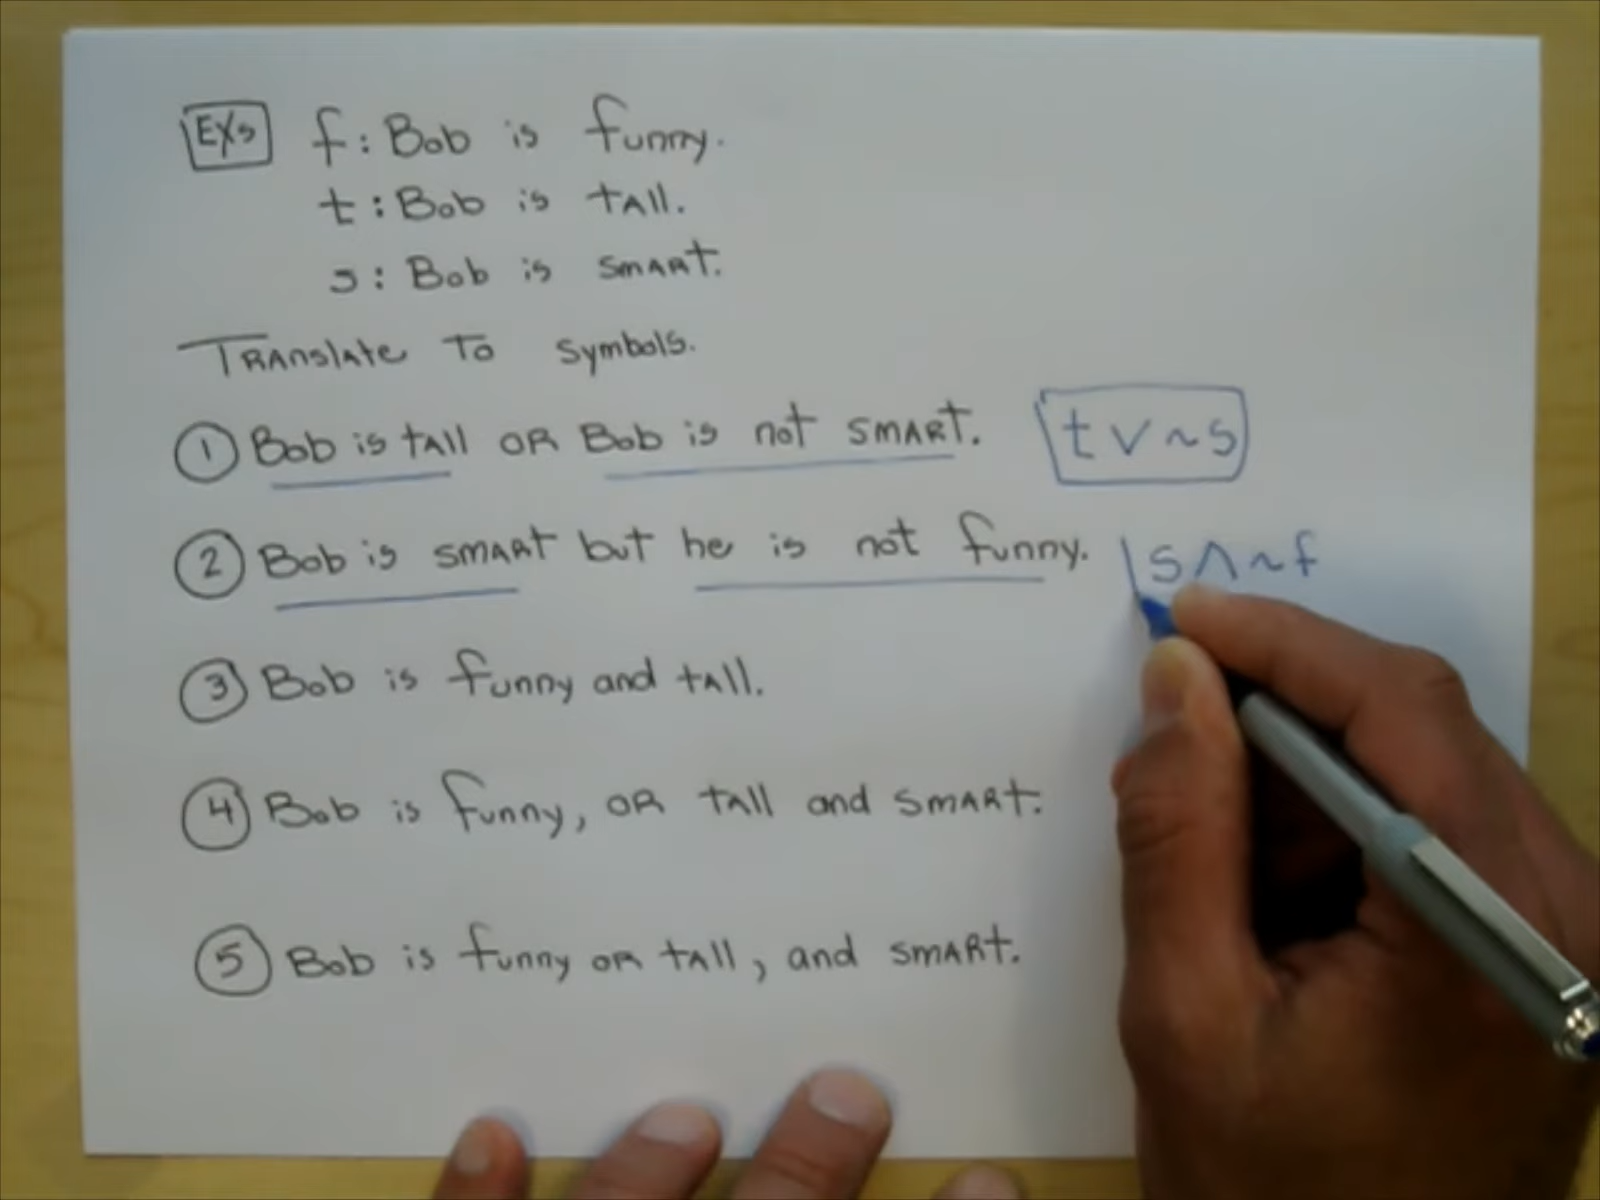 EXs f: Bob is funny.
t: Bob is tAll.
s: Bob is smART.
TRAnslAte To symbols.
1 Bob is tAll OR Bob is not SMART. t ∨ ~s
2 Bob is smART but he is not funny. s ∧ ~f
3 Bob is funny and tAll.
4 Bob is funny, OR tAll and SMART.
5 Bob is funny OR tAll, and SMART.